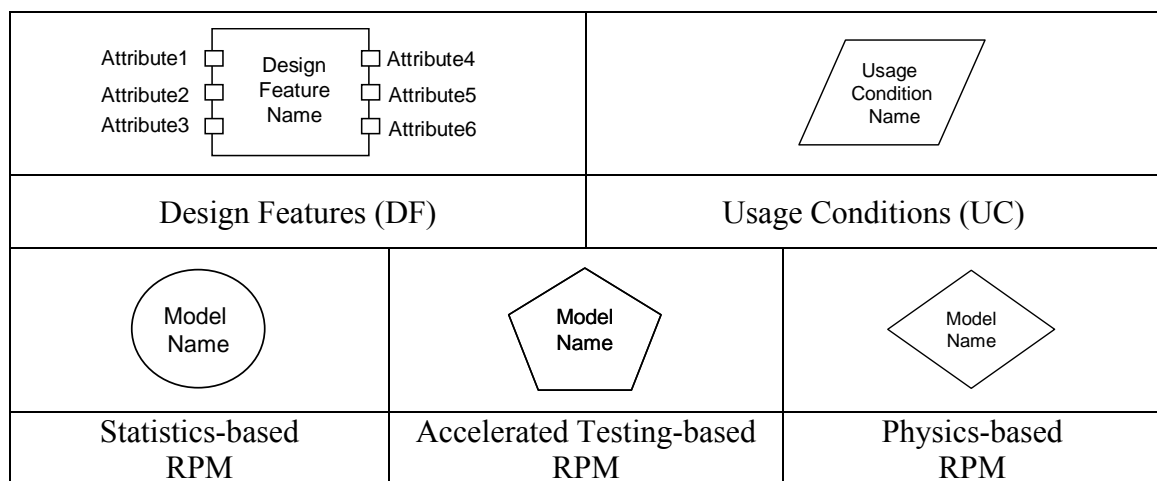 Attribute1
Attribute2
Attribute3
Design
Feature
Name
Attribute4
Attribute5
Attribute6
Usage
Condition
Name
Design Features (DF)
Usage Conditions (UC)
Model
Name
Model
Name
Model
Name
Statistics-based
RPM
Accelerated Testing-based
RPM
Physics-based
RPM